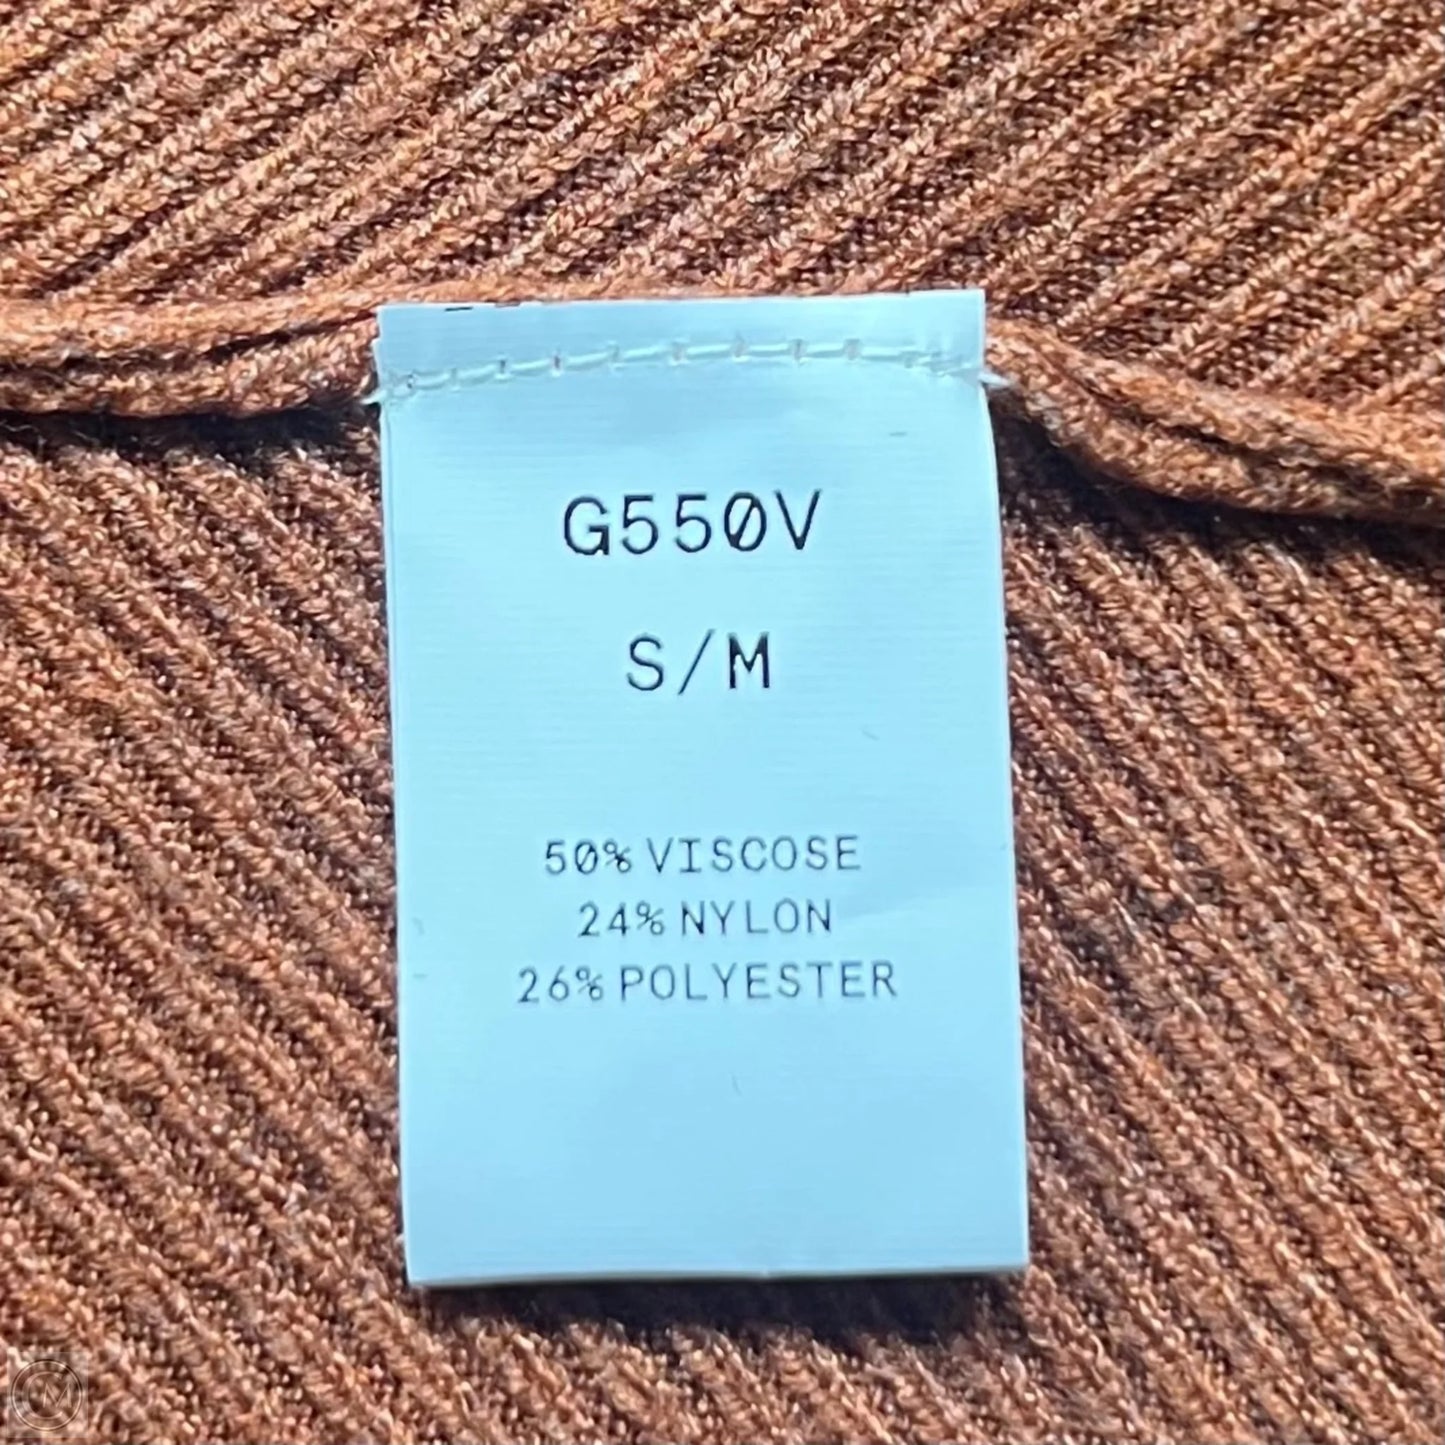 G550V
S/M
50% VISCOSE
24% NYLON
26% POLYESTER